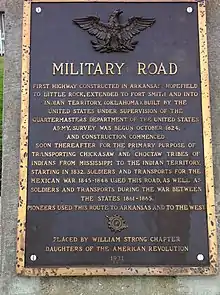 MILITARY ROAD
FIRST HIGHWAY CONSTRUCTED IN ARKANSAS HOPEFIELD
TO LITTLE ROCK, EXTENDED TO FORT SMITH AND INTO
INDIAN TERRITORY, (OKLAHOMA) BUILT BY THE
UNITED STATES UNDER SUPERVISION OF THE
QUARTERMASTERS DEPARTMENT OF THE UNITED STATES
ARMY. SURVEY WAS BEGUN OCTOBER 1824,
AND CONSTRUCTION COMMENCED
SOON THEREAFTER FOR THE PRIMARY PURPOSE OF
TRANSPORTING CHICKASAW AND CHOCTAW TRIBES OF
INDIANS FROM MISSISSIPPI TO THE INDIAN TERRITORY,
STARTING IN 1832. SOLDIERS AND TRANSPORTS FOR THE
MEXICAN WAR 1845-1848 USED THIS ROAD, AS WELL AS
SOLDIERS AND TRANSPORTS DURING THE WAR BETWEEN
THE STATES 1861-1865.
PIONEERS USED THIS ROUTE TO ARKANSAS AND TO THE WEST
PLACED BY WILLIAM STRONG CHAPTER
DAUGHTERS OF THE AMERICAN REVOLUTION
1971